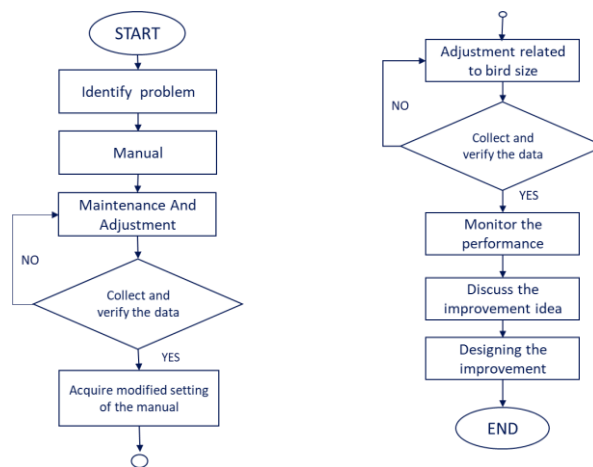 START
Identify problem
Manual
Maintenance And
Adjustment
NO
Collect and
verify the data
YES
Acquire modified setting
of the manual
Adjustment related
to bird size
NO
Collect and
verify the data
YES
Monitor the
performance
Discuss the
improvement idea
Designing the
improvement
END